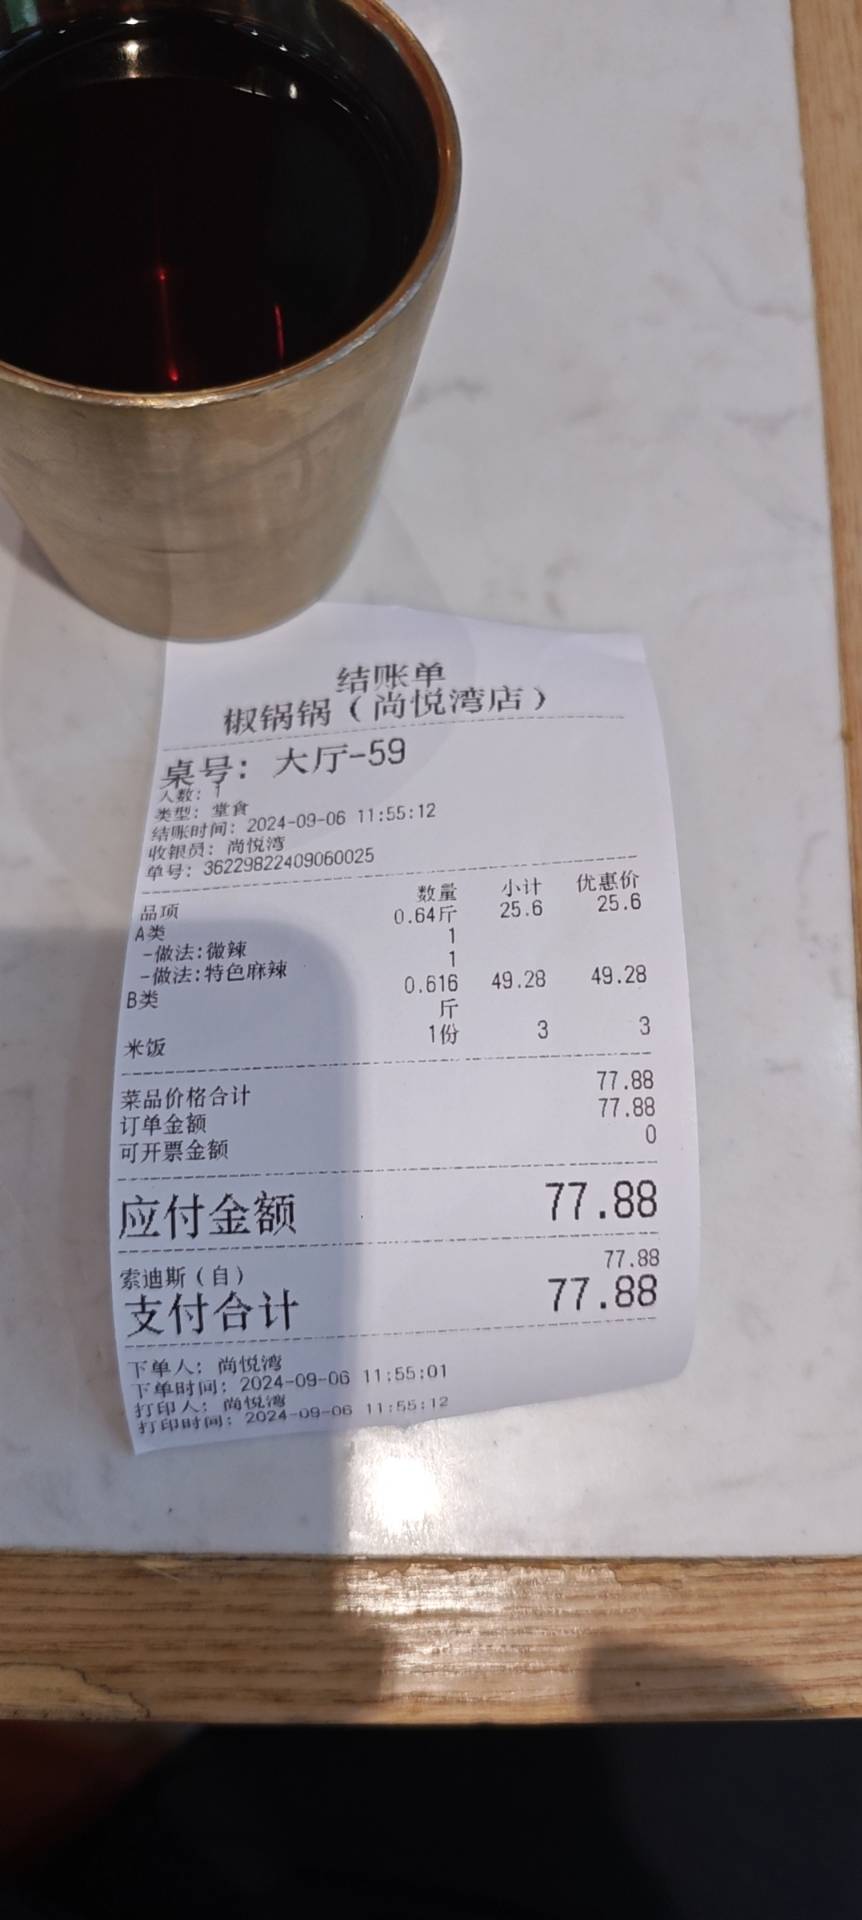 结账单
椒锅锅（尚悦湾店）
桌号: 大厅-59
人数: 1
类型: 堂食
结账时间: 2024-09-06 11:55:12
收银员: 尚悦湾
单号: 36229822409060025
品项 数量 小计 优惠价
A类 0.64斤 25.6 25.6
-做法:微辣 1
-做法:特色麻辣 1
B类 0.616 49.28 49.28
斤
米饭 1份 3 3
菜品价格合计 77.88
订单金额 77.88
可开票金额 0
应付金额 77.88
索迪斯（自） 77.88
支付合计 77.88
下单人: 尚悦湾
下单时间: 2024-09-06 11:55:01
打印人: 尚悦湾
打印时间: 2024-09-06 11:55:12